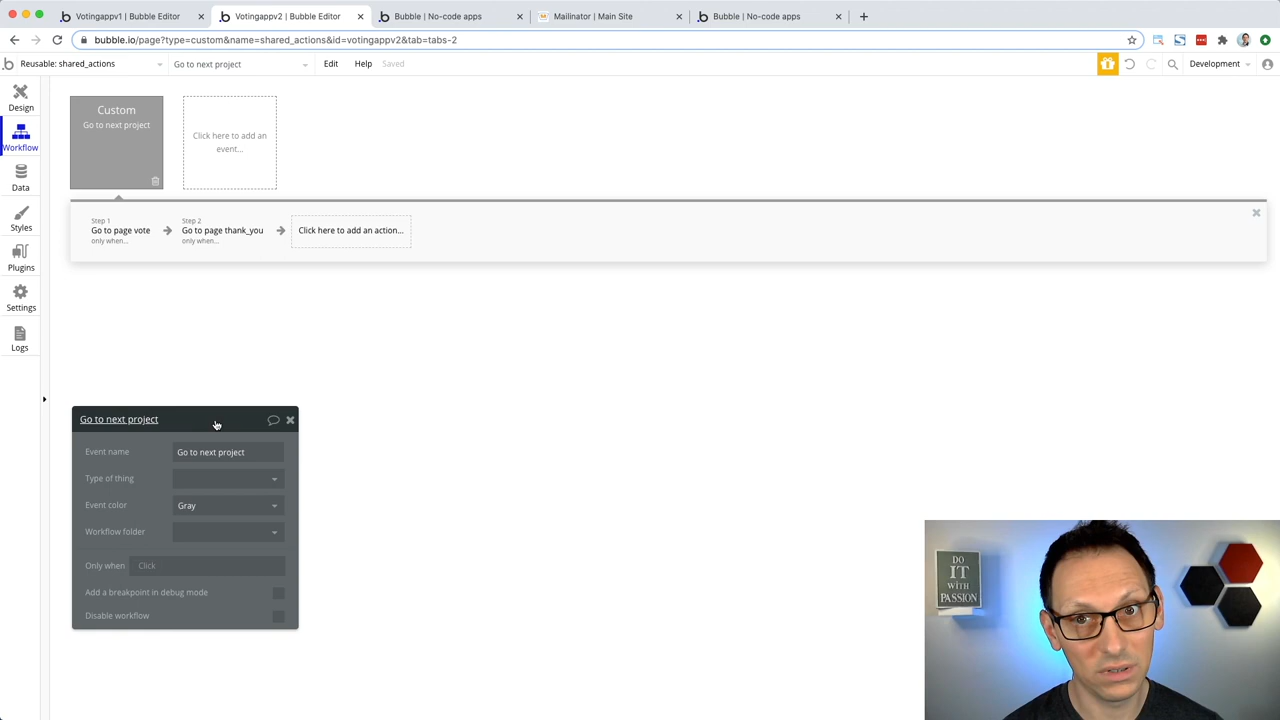 Votingappv1 | Bubble Editor
Votingappv2 | Bubble Editor
Bubble | No-code apps
Mailinator | Main Site
Bubble | No-code apps
bubble.io/page?type=custom&name=shared_actions&id=votingappv2&tab=tabs-2
Reusable: shared_actions
Go to next project
Edit
Help
Saved
Development
Design
Workflow
Data
Styles
Plugins
Settings
Logs
Custom
Go to next project
Click here to add an
event...
Step 1
Go to page vote
only when...
Step 2
Go to page thank_you
only when...
Click here to add an action...
Go to next project
Event name
Go to next project
Type of thing
Event color
Gray
Workflow folder
Only when
Click
Add a breakpoint in debug mode
Disable workflow
DO
IT
WITH
PASSION